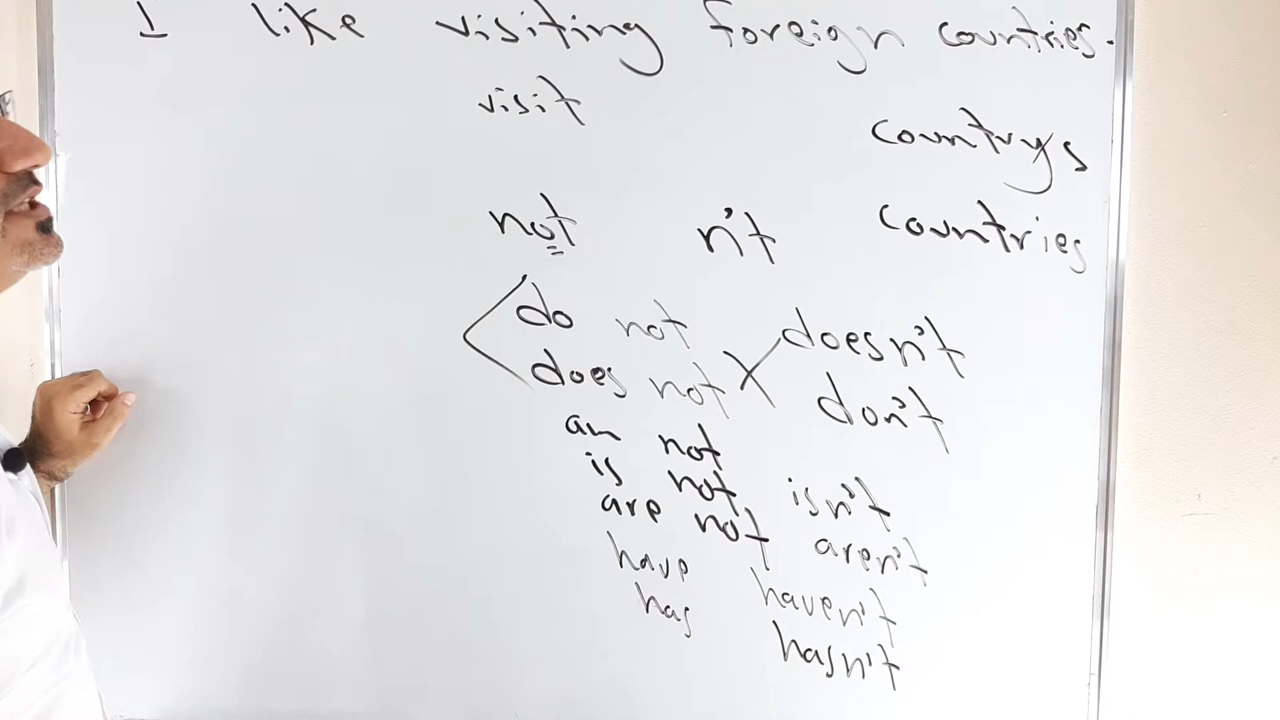 I like visiting foreign countries.
visit
countrys
not n't countries
do not doesn't
does not don't
am not
is not isn't
are not aren't
have haven't
has hasn't